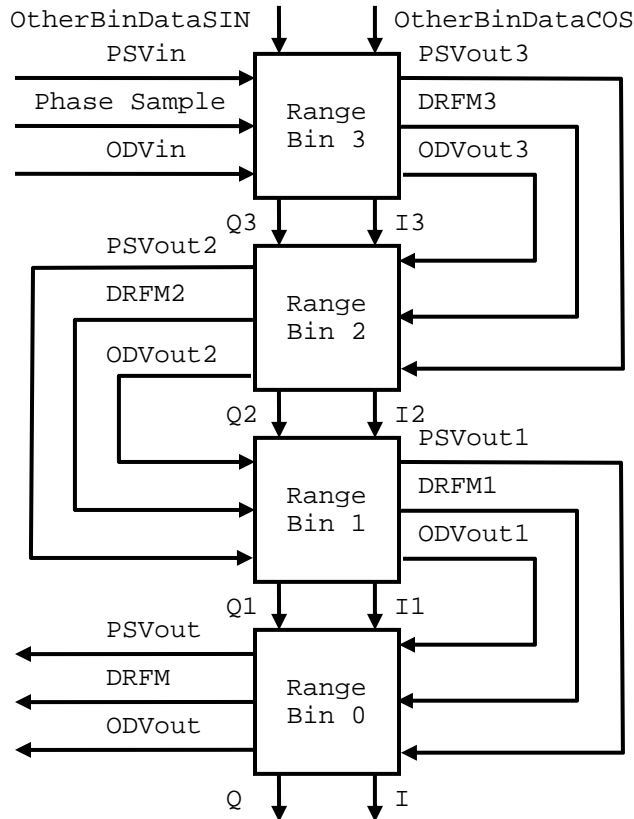 OtherBinDataSIN OtherBinDataCOS
PSVin PSVout3
Phase Sample DRFM3
Range
Bin 3
ODVin ODVout3
Q3 I3
PSVout2
DRFM2
Range
Bin 2
ODVout2
Q2 I2
PSVout1
DRFM1
Range
Bin 1
ODVout1
Q1 I1
PSVout
DRFM
Range
Bin 0
ODVout
Q I